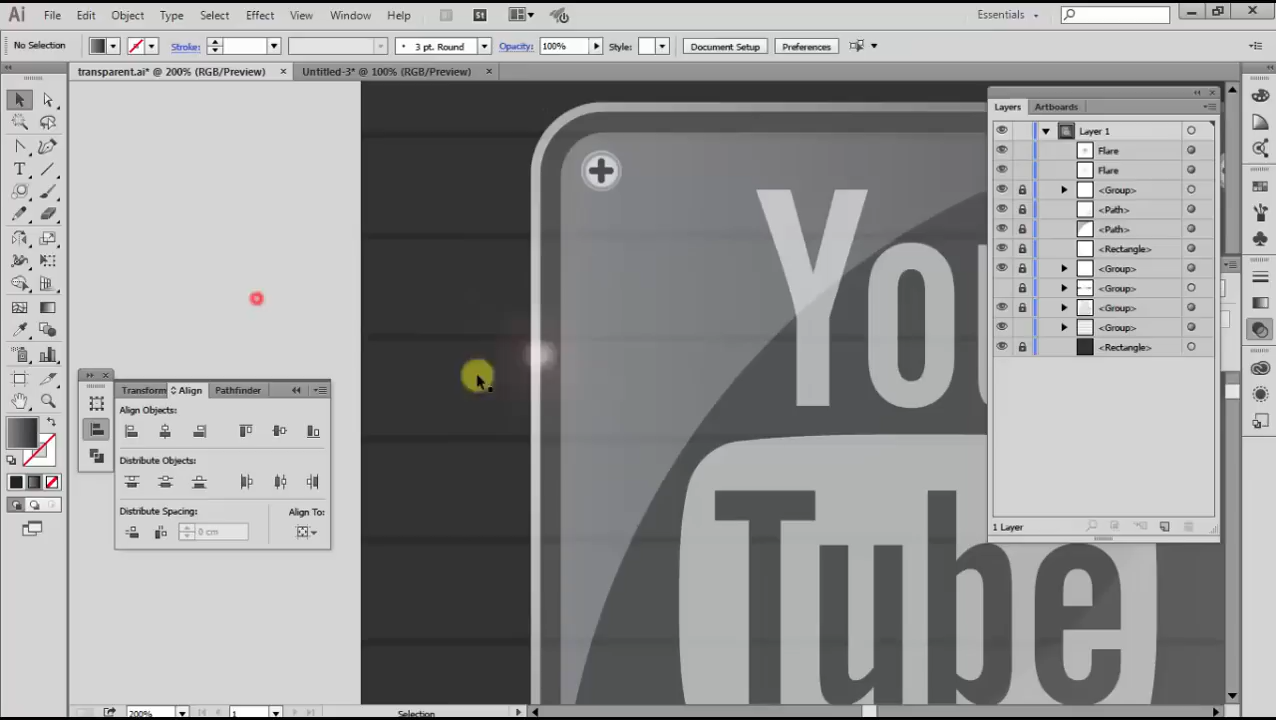 Ai File Edit Object Type Select Effect View Window Help St Essentials
No Selection Stroke: 3 pt. Round Opacity: 100% Style: Document Setup Preferences
transparent.ai* @ 200% (RGB/Preview) Untitled-3* @ 100% (RGB/Preview)
Layers Artboards
Layer 1
Flare
Flare
<Group>
<Path>
<Path>
<Rectangle>
<Group>
<Group>
<Group>
<Group>
<Rectangle>
1 Layer
You
Tube
Transform Align Pathfinder
Align Objects:
Distribute Objects:
Distribute Spacing: Align To:
0 cm
200% 1 Selection